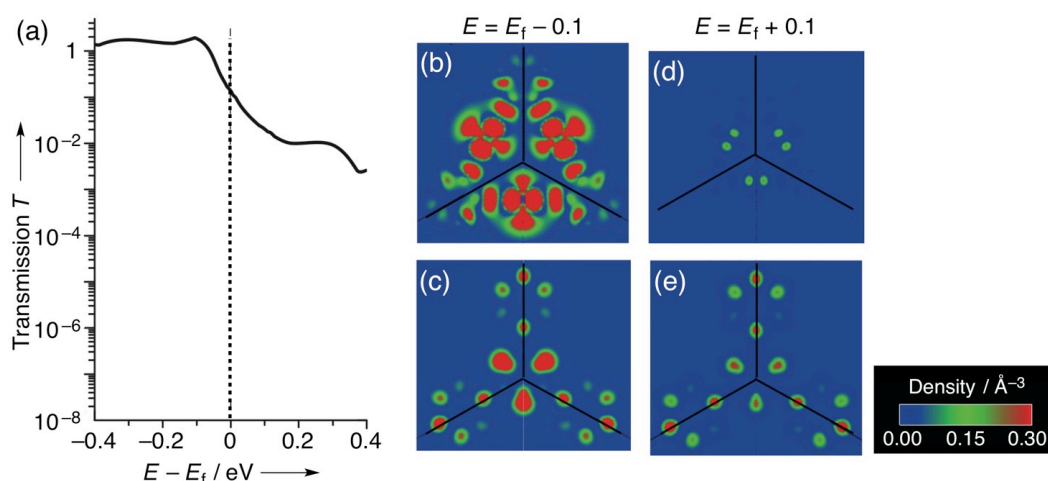 (a)
1
10⁻²
10⁻⁴
10⁻⁶
10⁻⁸
Transmission T
−0.4 −0.2 0 0.2 0.4
E − Ef / eV
E = Ef − 0.1
E = Ef + 0.1
(b)
(d)
(c)
(e)
Density / Å⁻³
0.00 0.15 0.30